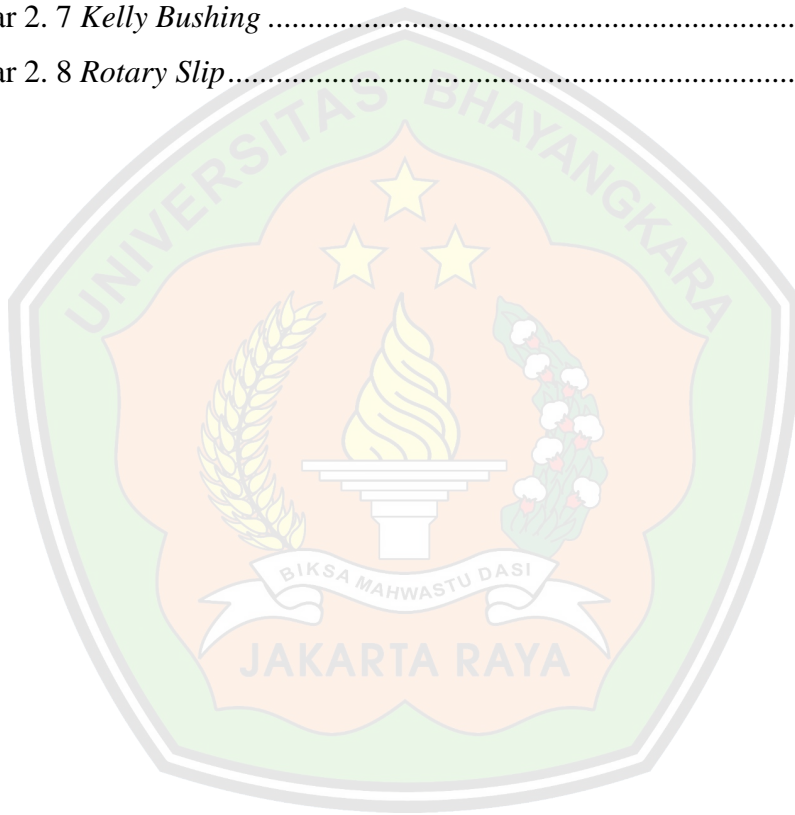 ar 2. 7 Kelly Bushing ........................................................................
ar 2. 8 Rotary Slip..............................................................................
UNIVERSITAS BHAYANGKARA
BIKSA MAHWASTU DASI
JAKARTA RAYA